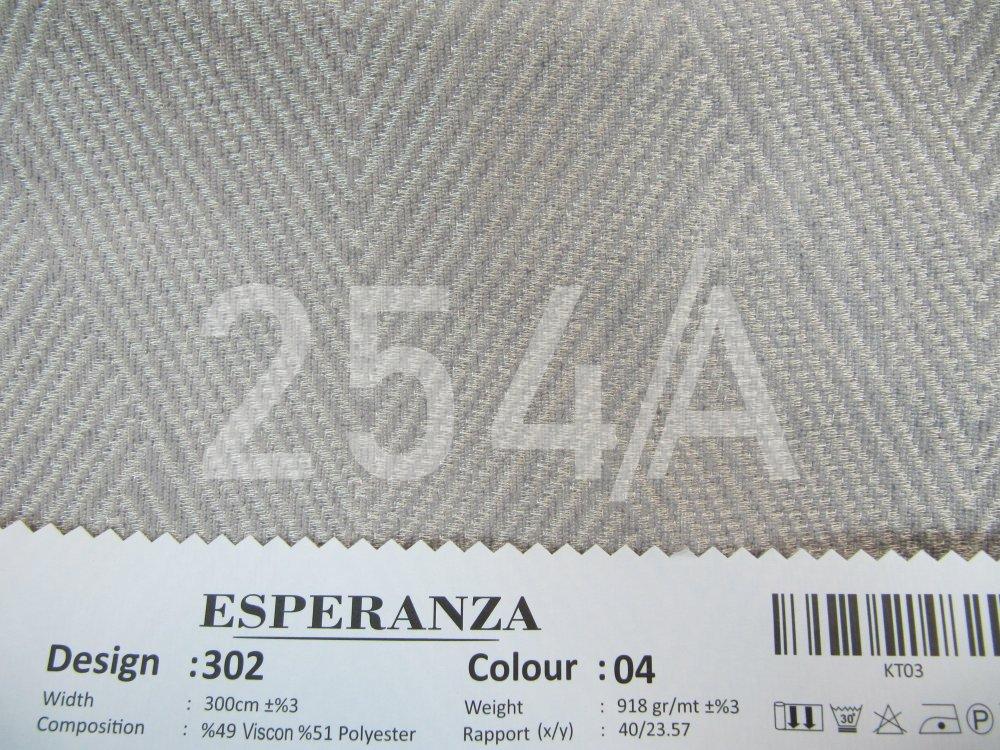 254/A
ESPERANZA
Design :302
Colour :04
KT03
Width : 300cm ±%3
Weight : 918 gr/mt ±%3
Composition : %49 Viscon %51 Polyester
Rapport (x/y) : 40/23.57
30°
P